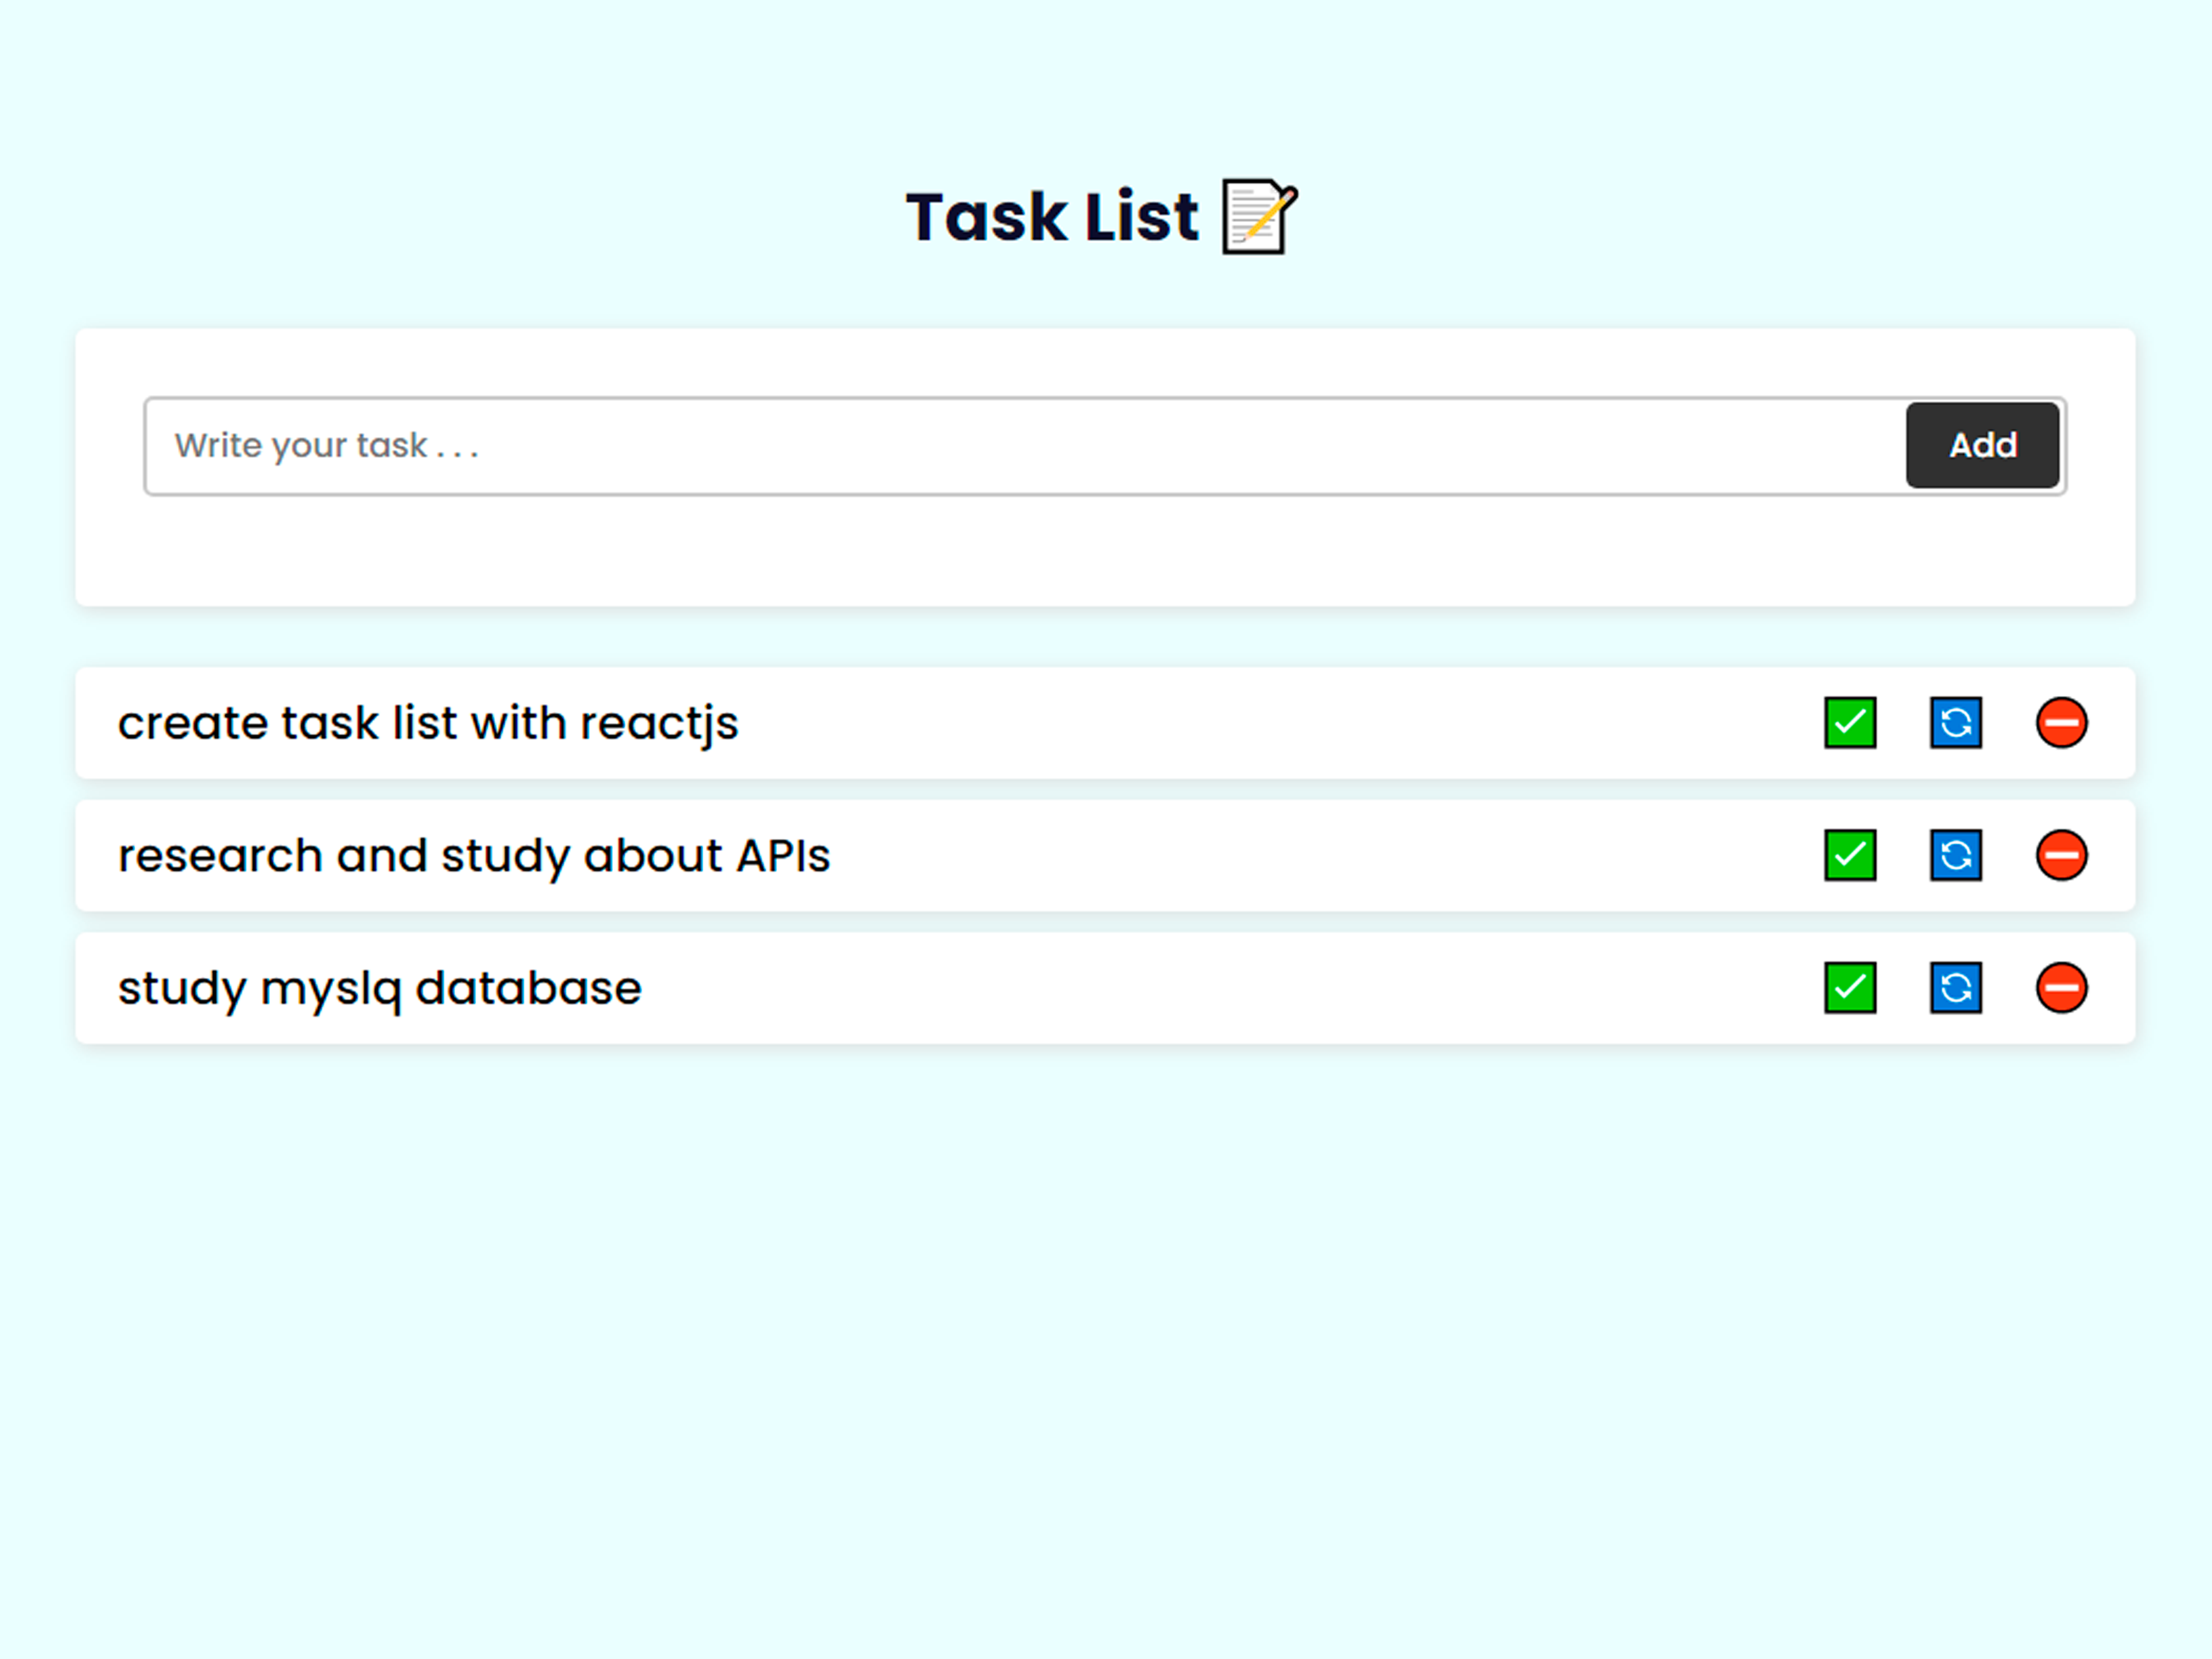 Task List
Write your task . . .
Add
create task list with reactjs
research and study about APIs
study myslq database